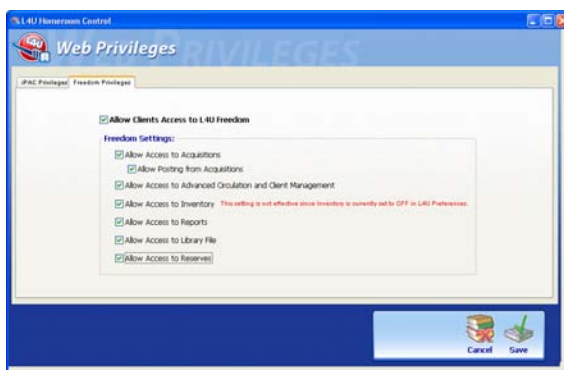 L4U Homeroom Control
L4U
Web Privileges
PRIVILEGES
iPAC Privileges
Freedom Privileges
Allow Clients Access to L4U Freedom
Freedom Settings:
Allow Access to Acquisitions
Allow Posting from Acquisitions
Allow Access to Advanced Circulation and Client Management
Allow Access to Inventory This setting is not effective since Inventory is currently set to OFF in L4U Preferences.
Allow Access to Reports
Allow Access to Library File
Allow Access to Reserves
Cancel Save